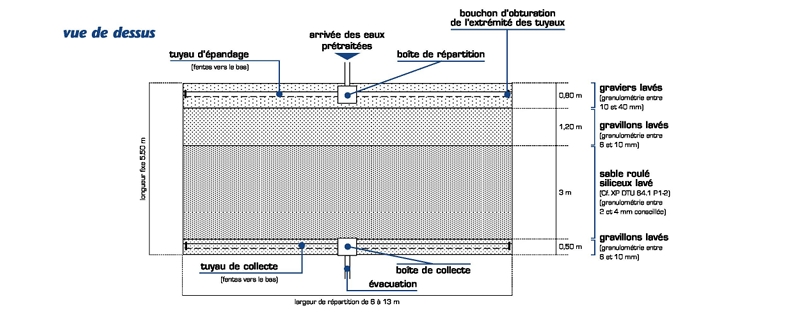 vue de dessus
bouchon d'obturation
de l'extrémité des tuyaux
arrivée des eaux
prétraitées
tuyau d'épandage
(fentes vers le bas)
boîte de répartition
0,80 m
graviers lavés
(granulométrie entre
10 et 40 mm)
1,20 m
gravillons lavés
(granulométrie entre
6 et 10 mm)
longueur fixe 5.50 m
3 m
sable roulé
siliceux lavé
(Cf. XP DTU 64.1 P1-2)
(granulométrie entre
2 et 4 mm conseillée)
0,50 m
gravillons lavés
(granulométrie entre
6 et 10 mm)
tuyau de collecte
(fentes vers le bas)
boîte de collecte
évacuation
largeur de répartition de 6 à 13 m